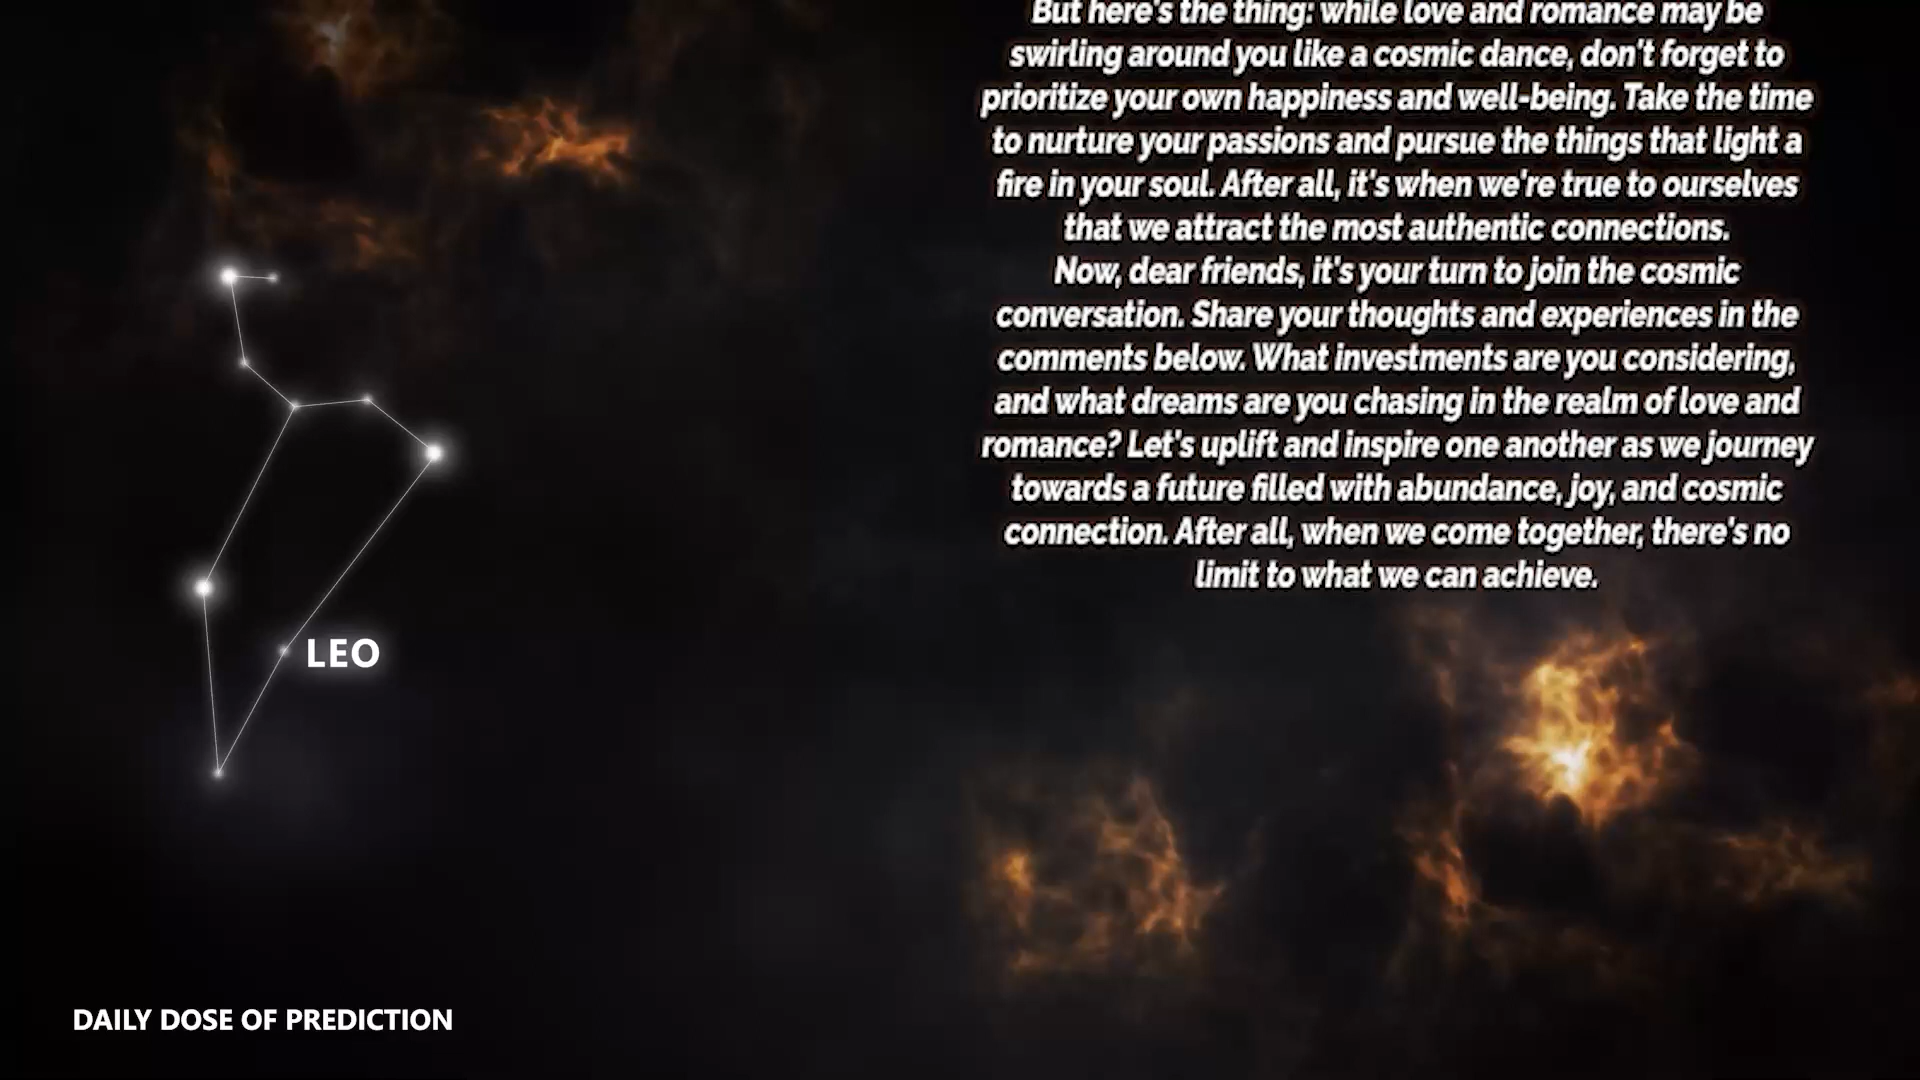 But here's the thing: while love and romance may be
swirling around you like a cosmic dance, don't forget to
prioritize your own happiness and well-being. Take the time
to nurture your passions and pursue the things that light a
fire in your soul. After all, it's when we're true to ourselves
that we attract the most authentic connections.
Now, dear friends, it's your turn to join the cosmic
conversation. Share your thoughts and experiences in the
comments below. What investments are you considering,
and what dreams are you chasing in the realm of love and
romance? Let's uplift and inspire one another as we journey
towards a future filled with abundance, joy, and cosmic
connection. After all, when we come together, there's no
limit to what we can achieve.
LEO
DAILY DOSE OF PREDICTION